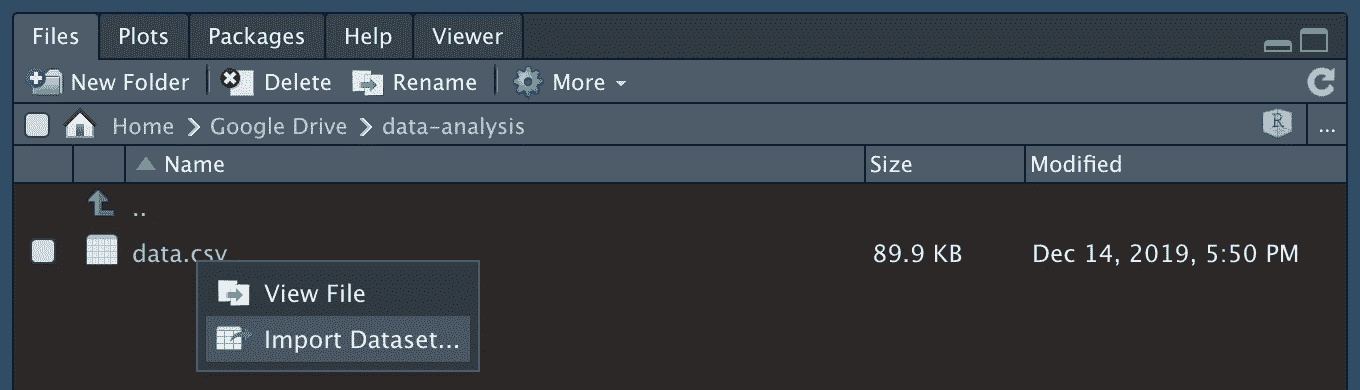 Files Plots Packages Help Viewer
New Folder Delete Rename More
Home Google Drive data-analysis R ...
Name Size Modified
..
data.csv 89.9 KB Dec 14, 2019, 5:50 PM
View File
Import Dataset...